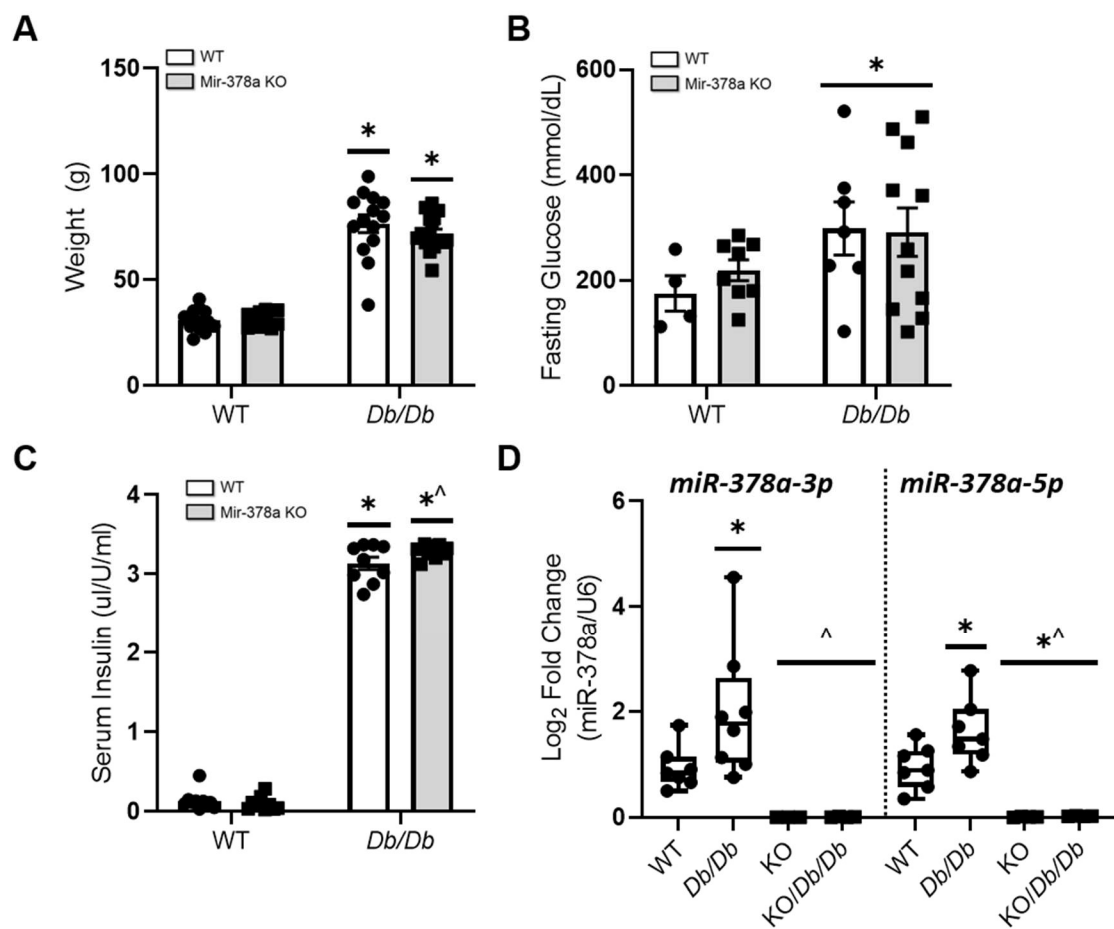 A
WT
Mir-378a KO
150
100
50
0
Weight (g)
*
*
WT
Db/Db
B
WT
Mir-378a KO
600
400
200
0
Fasting Glucose (mmol/dL)
*
WT
Db/Db
C
WT
Mir-378a KO
4
3
2
1
0
Serum Insulin (ul/U/ml)
*
*^
WT
Db/Db
D
miR-378a-3p
miR-378a-5p
6
4
2
0
Log₂ Fold Change
(miR-378a/U6)
*
^
*
*^
WT
Db/Db
KO
KO/Db/Db
WT
Db/Db
KO
KO/Db/Db